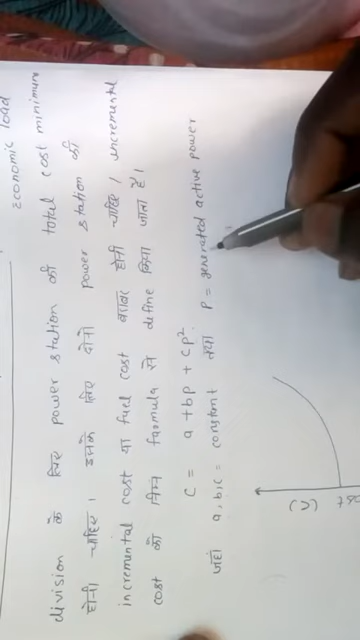 economic load
division के लिए power station की total cost minimum
होनी चाहिए। इसके लिए दोनो power station की
incremental cost या fuel cost बराबर होनी चाहिए। incremental
cost को निम्न formula से define किया जाता है।
C = a + bp + cp²
जहाँ a,b,c = constant तथा P = generated active power
(C)